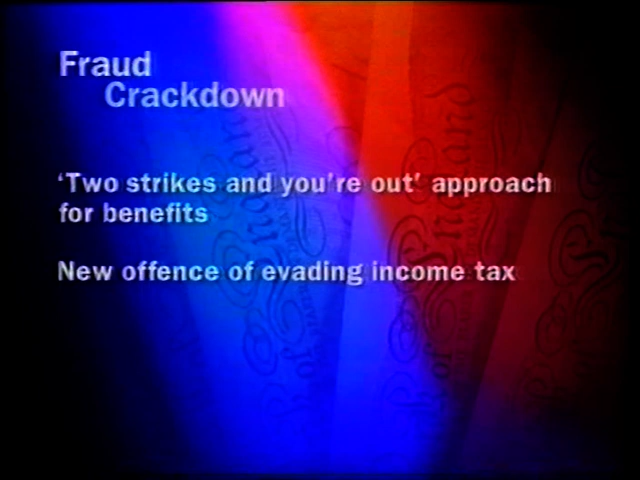 Fraud
Crackdown
‘Two strikes and you're out’ approach
for benefits
New offence of evading income tax